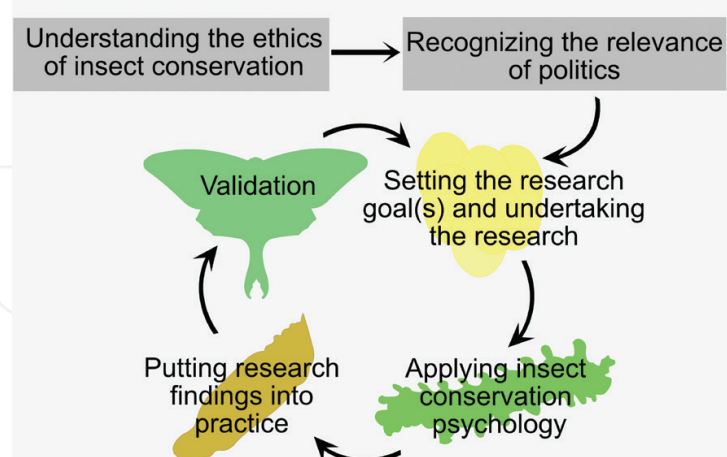 Understanding the ethics
of insect conservation
Recognizing the relevance
of politics
Validation
Setting the research
goal(s) and undertaking
the research
Putting research
findings into
practice
Applying insect
conservation
psychology